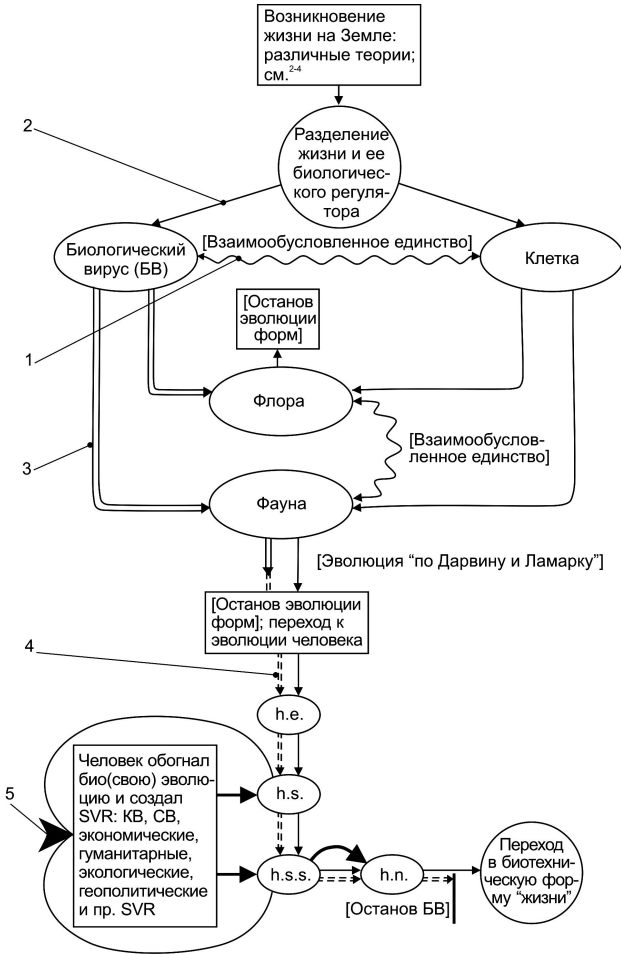 Возникновение
жизни на Земле:
различные теории;
см.2-4
2
Разделение
жизни и ее
биологичес-
кого регуля-
тора
Биологический
вирус (БВ)
[Взаимообусловленное единство]
Клетка
1
[Останов
эволюции
форм]
Флора
3
[Взаимообуслов-
ленное единство]
Фауна
[Эволюция “по Дарвину и Ламарку”]
[Останов эволюции
форм]; переход к
эволюции человека
4
h.e.
5
Человек обогнал
био(свою) эволю-
цию и создал
SVR: КВ, СВ,
экономические,
гуманитарные,
экологические,
геополитические
и пр. SVR
h.s.
h.s.s.
h.n.
[Останов БВ]
Переход
в биотехни-
ческую фор-
му “жизни”